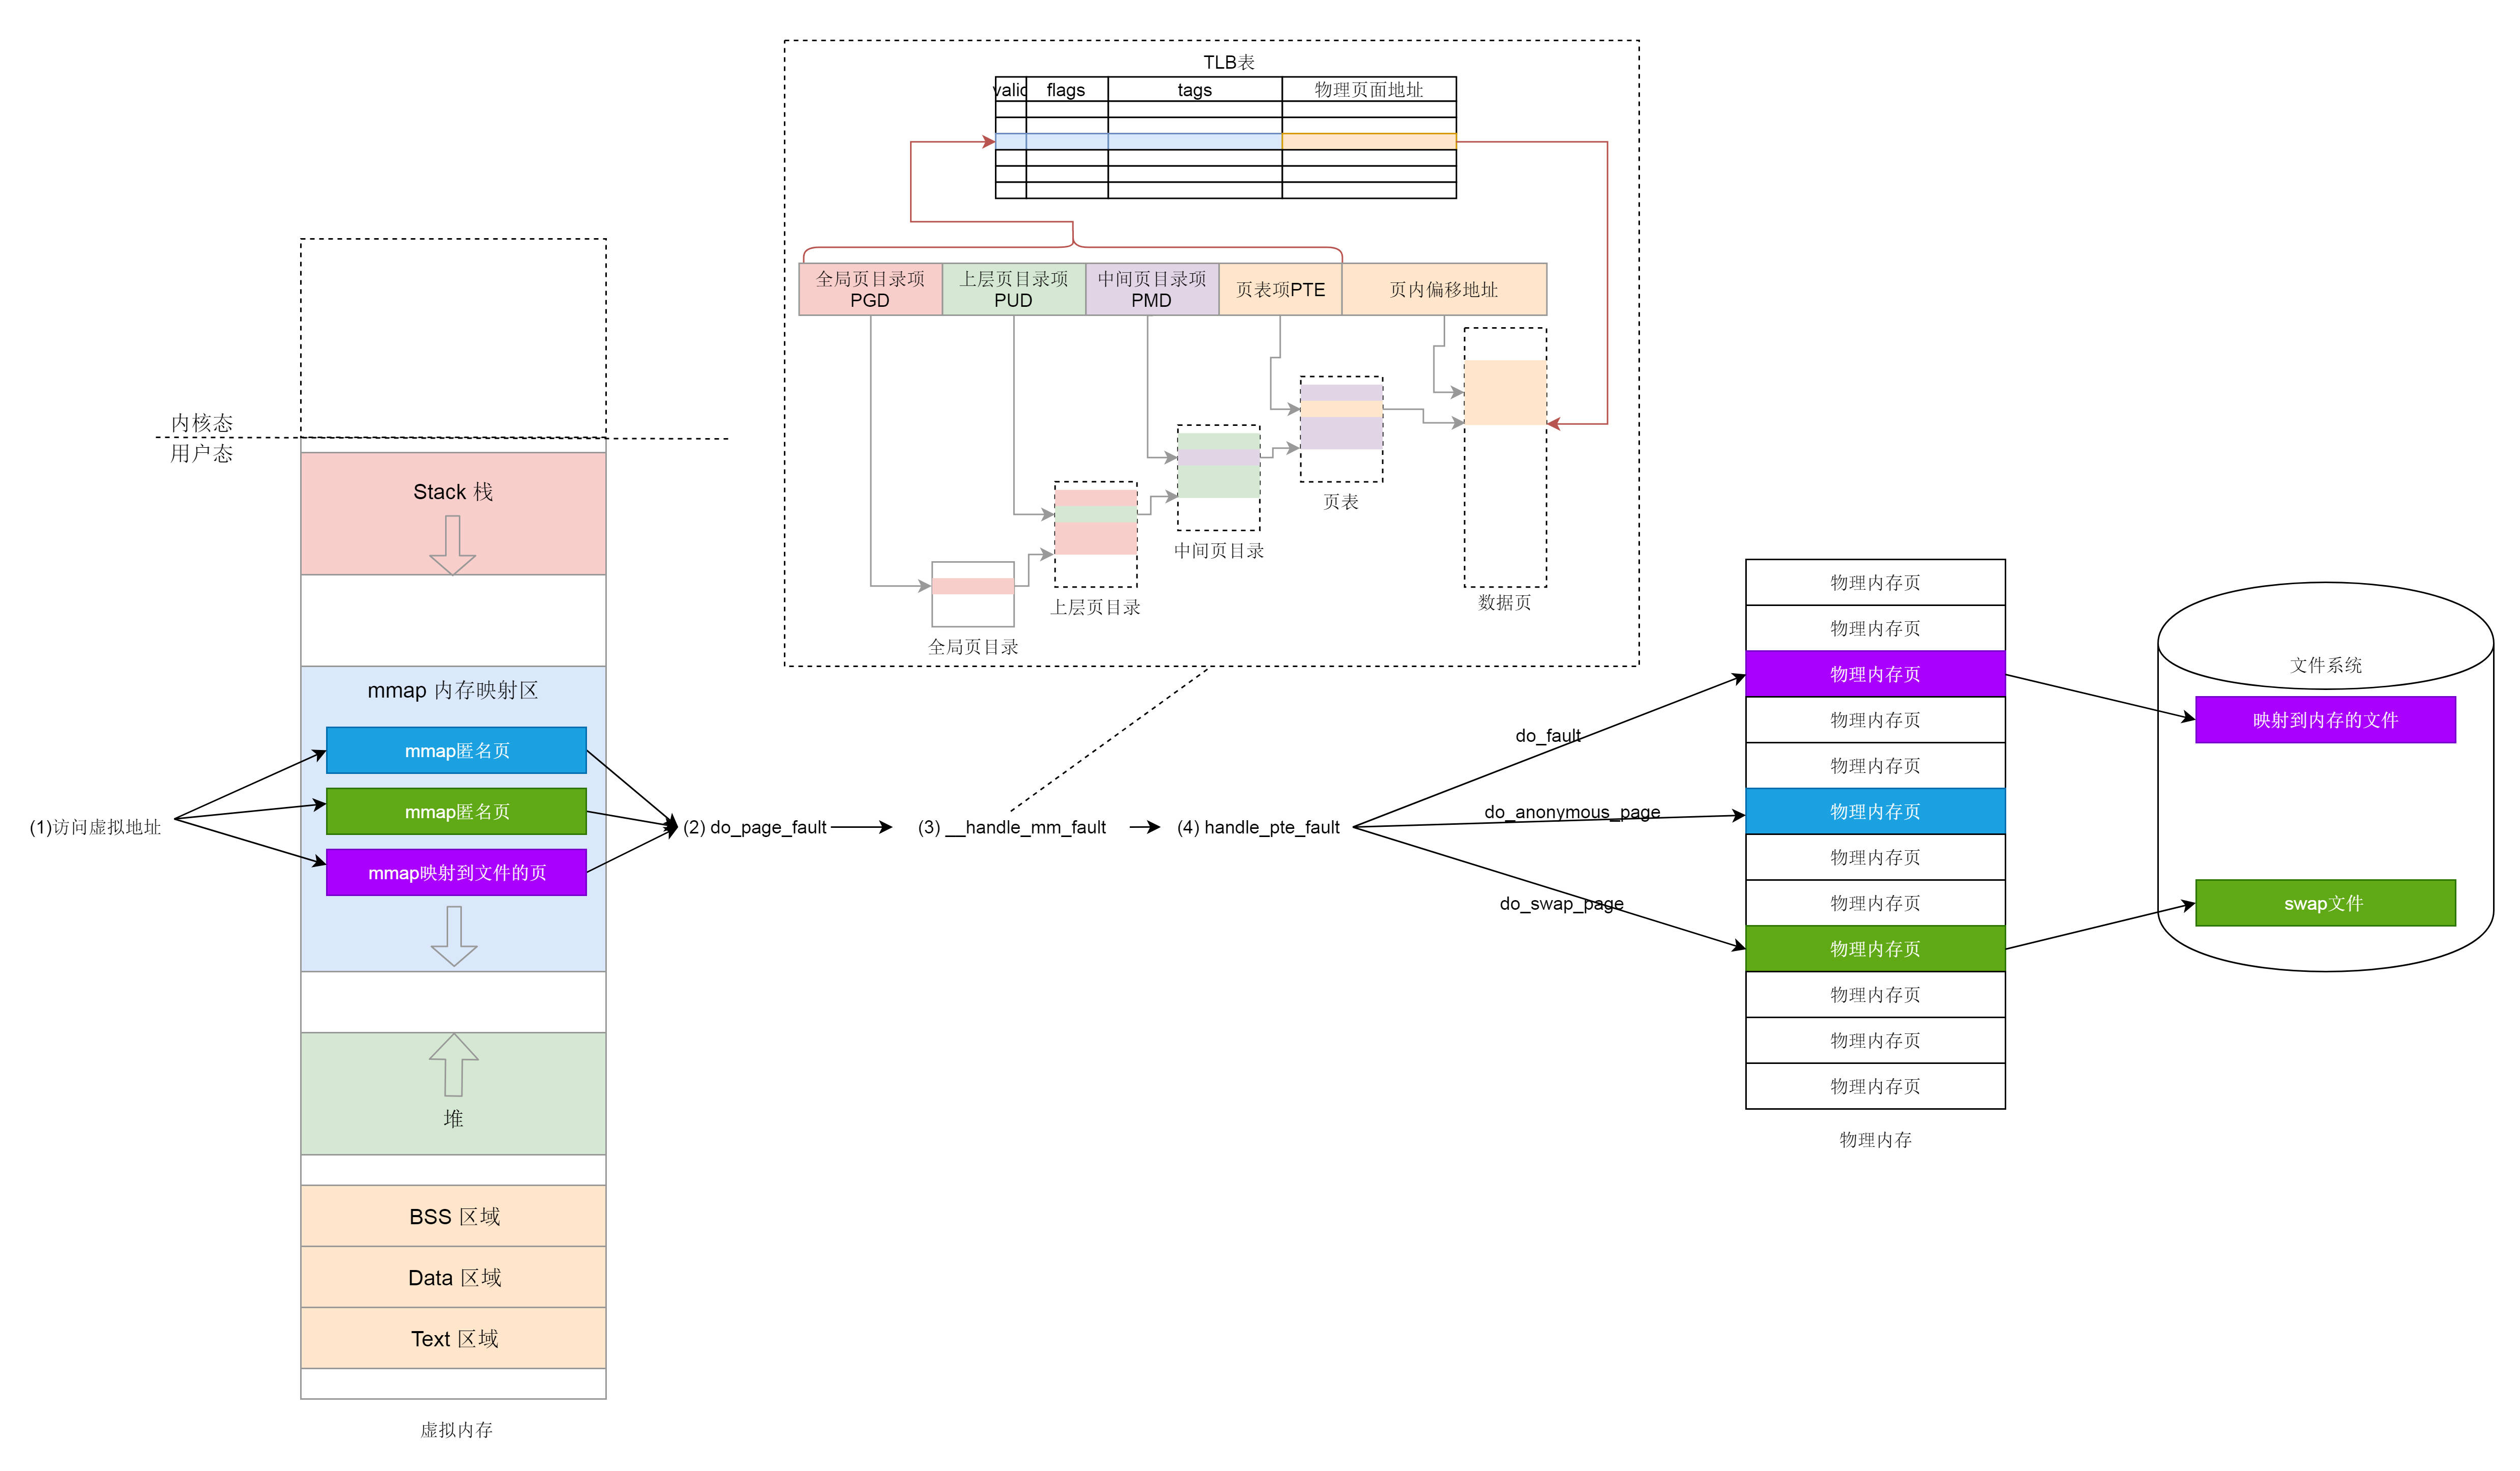 TLB表
valid
flags
tags
物理页面地址
全局页目录项
PGD
上层页目录项
PUD
中间页目录项
PMD
页表项PTE
页内偏移地址
页表
中间页目录
上层页目录
全局页目录
数据页
内核态
用户态
Stack 栈
mmap 内存映射区
mmap匿名页
mmap匿名页
mmap映射到文件的页
堆
BSS 区域
Data 区域
Text 区域
虚拟内存
(1)访问虚拟地址
(2) do_page_fault
(3) __handle_mm_fault
(4) handle_pte_fault
do_fault
do_anonymous_page
do_swap_page
物理内存页
物理内存页
物理内存页
物理内存页
物理内存页
物理内存页
物理内存页
物理内存页
物理内存页
物理内存页
物理内存页
物理内存页
物理内存
文件系统
映射到内存的文件
swap文件